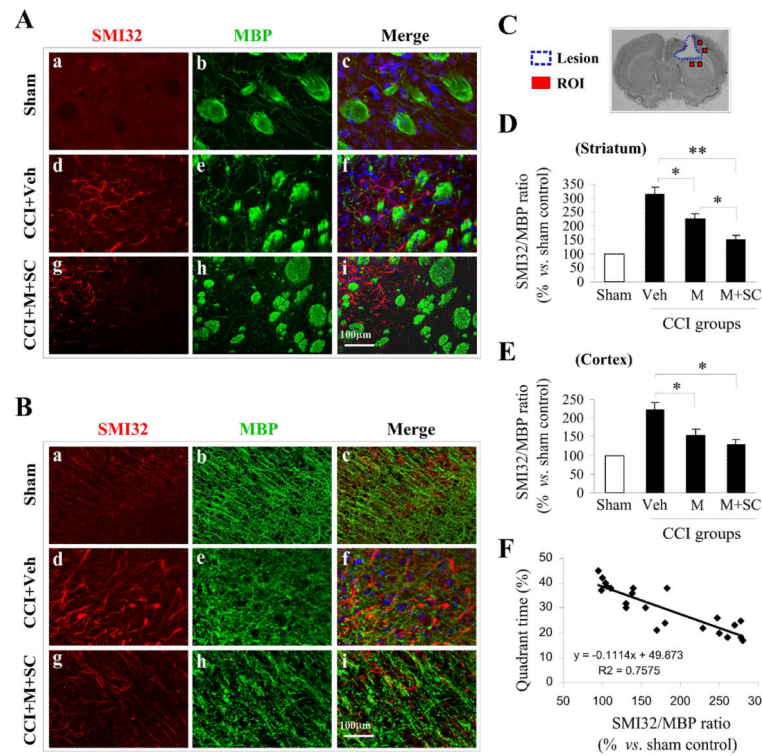 A
SMI32 MBP Merge
Sham
a b c
CCI+Veh
d e f
CCI+M+SC
g h i
100µm
B
SMI32 MBP Merge
Sham
a b c
CCI+Veh
d e f
CCI+M+SC
g h i
100µm
C
Lesion
ROI
D
(Striatum)
SMI32/MBP ratio
(% vs. sham control)
350
300
250
200
150
100
50
0
**
*
*
Sham Veh M M+SC
CCI groups
E
(Cortex)
SMI32/MBP ratio
(% vs. sham control)
250
200
150
100
50
0
*
*
Sham Veh M M+SC
CCI groups
F
Quadrant time (%)
50
40
30
20
10
0
y = -0.1114x + 49.873
R2 = 0.7575
50 100 150 200 250 30
SMI32/MBP ratio
(% vs. sham control)